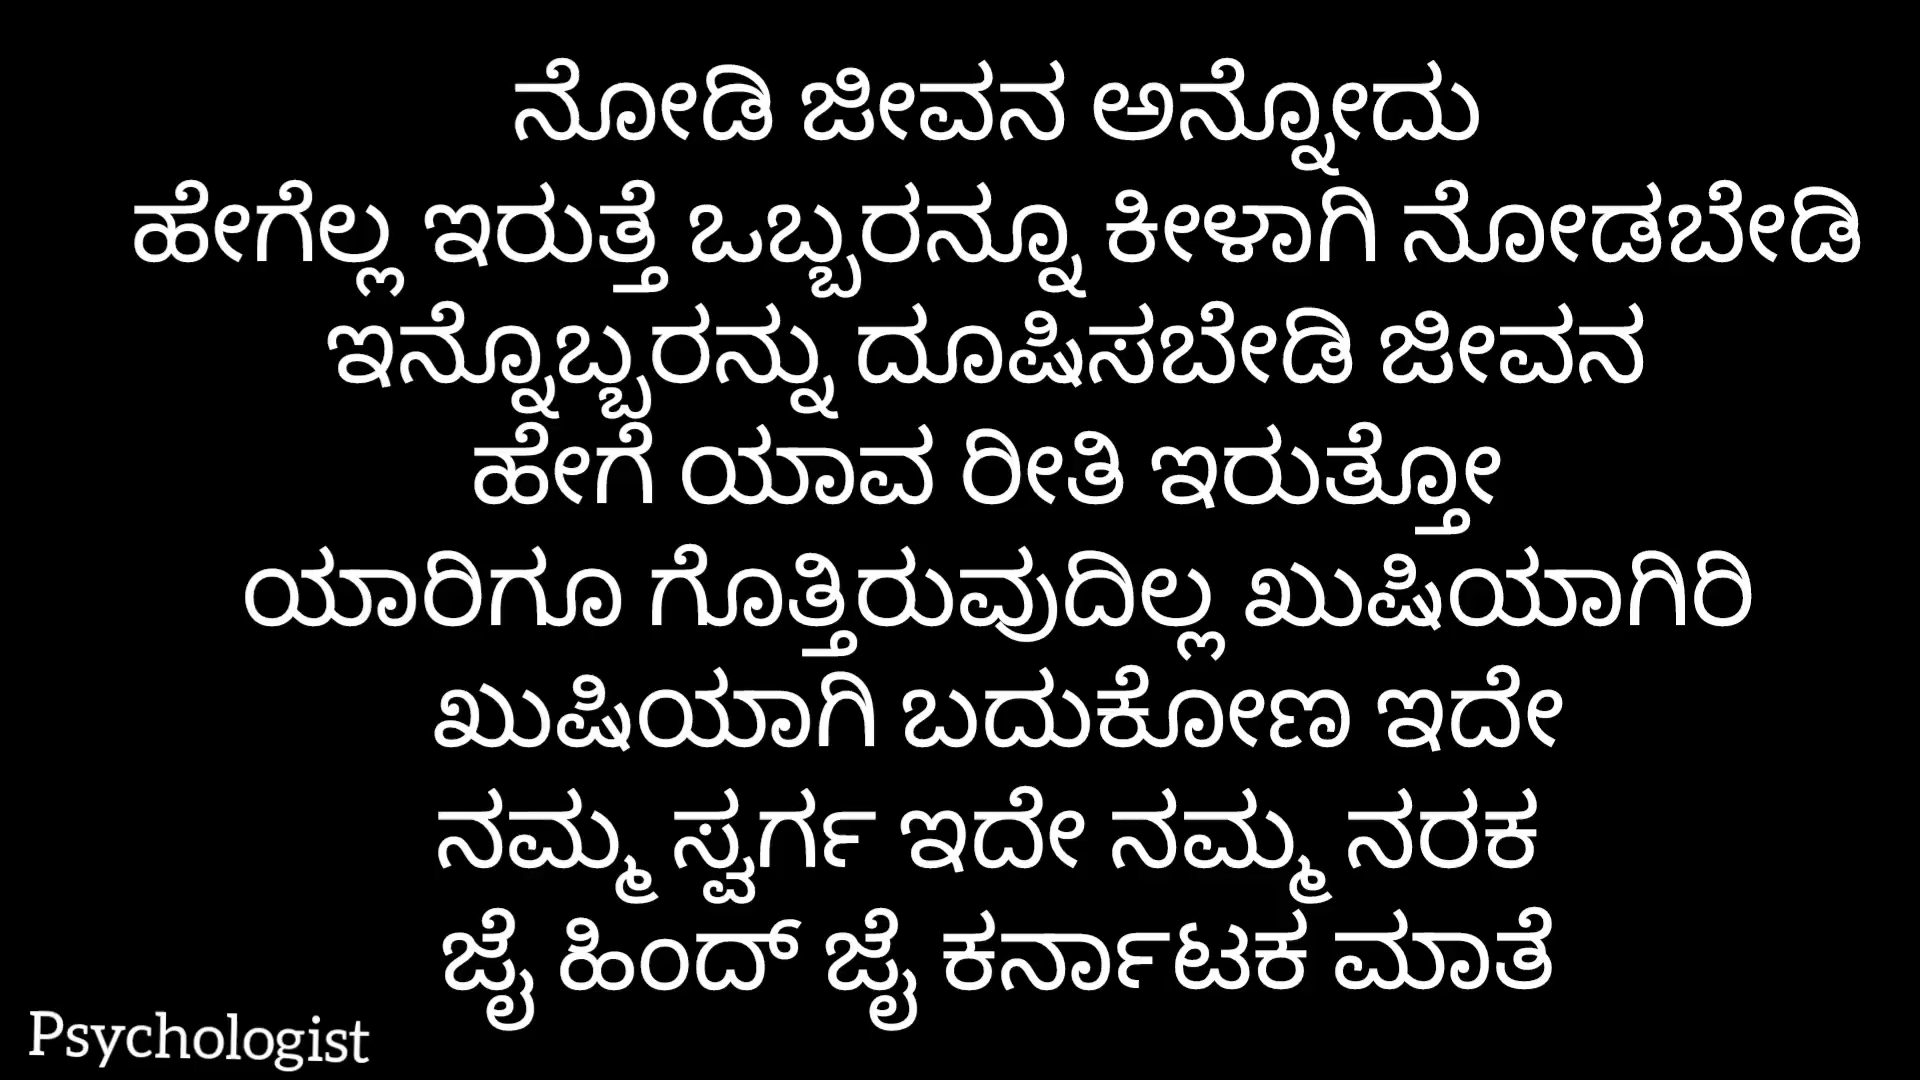 ನೋಡಿ ಜೀವನ ಅನ್ನೋದು
ಹೇಗೆಲ್ಲ ಇರುತ್ತೆ ಒಬ್ಬರನ್ನೂ ಕೀಳಾಗಿ ನೋಡಬೇಡಿ
ಇನ್ನೊಬ್ಬರನ್ನು ದೂಷಿಸಬೇಡಿ ಜೀವನ
ಹೇಗೆ ಯಾವ ರೀತಿ ಇರುತ್ತೋ
ಯಾರಿಗೂ ಗೊತ್ತಿರುವುದಿಲ್ಲ ಖುಷಿಯಾಗಿರಿ
ಖುಷಿಯಾಗಿ ಬದುಕೋಣ ಇದೇ
ನಮ್ಮ ಸ್ವರ್ಗ ಇದೇ ನಮ್ಮ ನರಕ
ಜೈ ಹಿಂದ್ ಜೈ ಕರ್ನಾಟಕ ಮಾತೆ
Psychologist